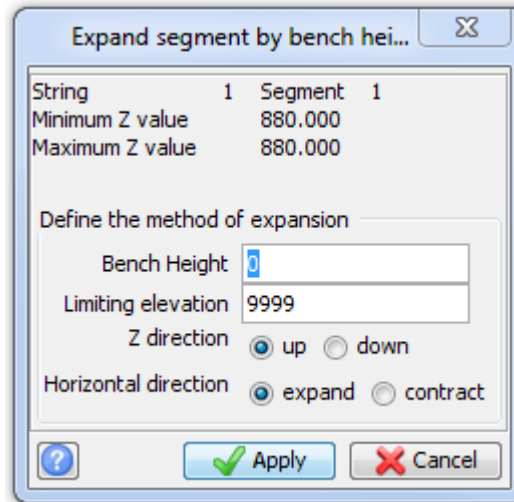 Expand segment by bench hei...
String 1 Segment 1
Minimum Z value 880.000
Maximum Z value 880.000
Define the method of expansion
Bench Height 0
Limiting elevation 9999
Z direction up down
Horizontal direction expand contract
? Apply Cancel